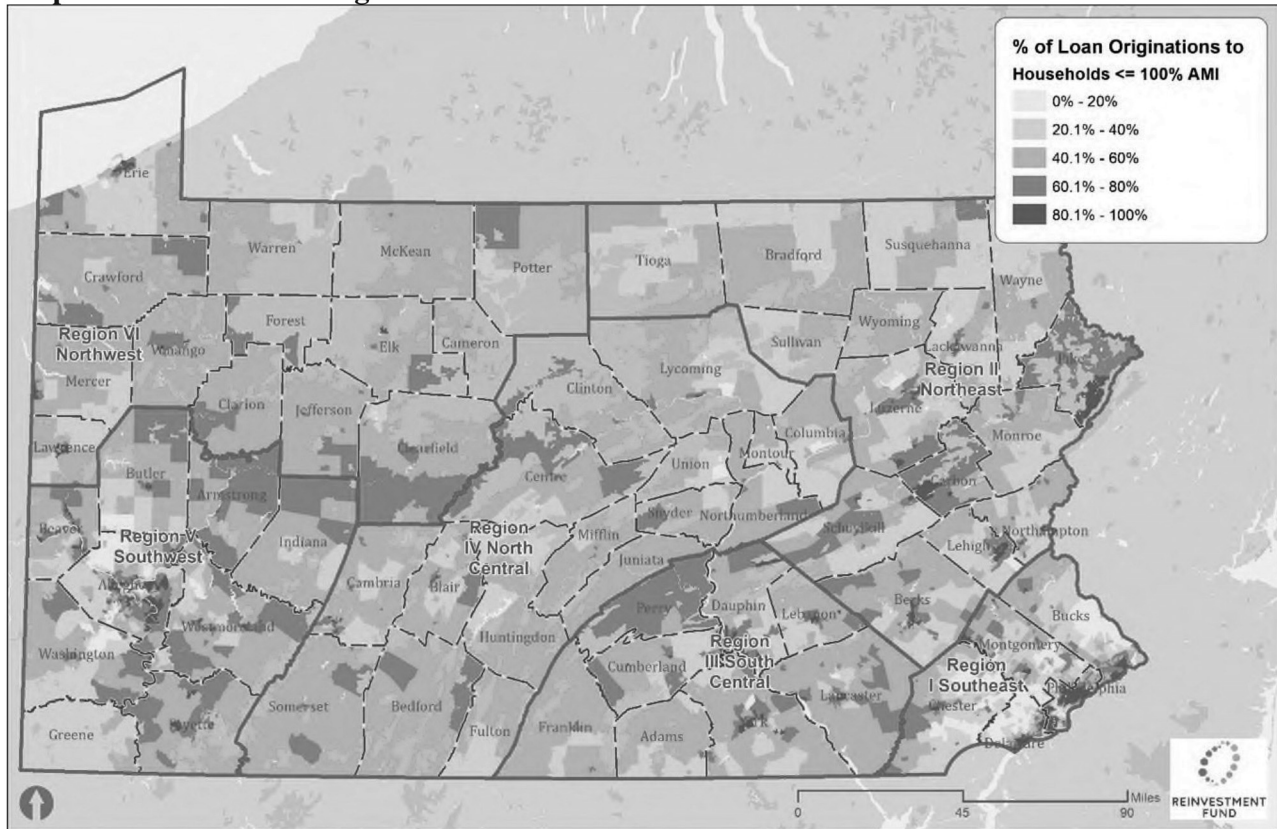 % of Loan Originations to
Households <= 100% AMI
0% - 20%
20.1% - 40%
40.1% - 60%
60.1% - 80%
80.1% - 100%
Erie
Warren
McKean
Potter
Tioga
Bradford
Susquehanna
Wayne
Crawford
Forest
Elk
Cameron
Wyoming
Sullivan
Lackawanna
Pike
Region VI
Northwest
Venango
Mercer
Clarion
Jefferson
Clinton
Lycoming
Region II
Northeast
Luzerne
Columbia
Monroe
Lawrence
Butler
Clearfield
Centre
Union
Montour
Carbon
Armstrong
Snyder
Northumberland
Schuylkill
Northampton
Lehigh
Beaver
Region V
Southwest
Indiana
Region
IV North
Central
Mifflin
Juniata
Allegheny
Cambria
Blair
Perry
Dauphin
Lebanon
Berks
Bucks
Westmoreland
Huntingdon
Montgomery
Washington
Cumberland
Region
III South
Central
Region
I Southeast
Philadelphia
Lancaster
Chester
Somerset
Bedford
Fulton
Franklin
Adams
York
Delaware
Greene
Fayette
Miles
0
45
90
REINVESTMENT
FUND